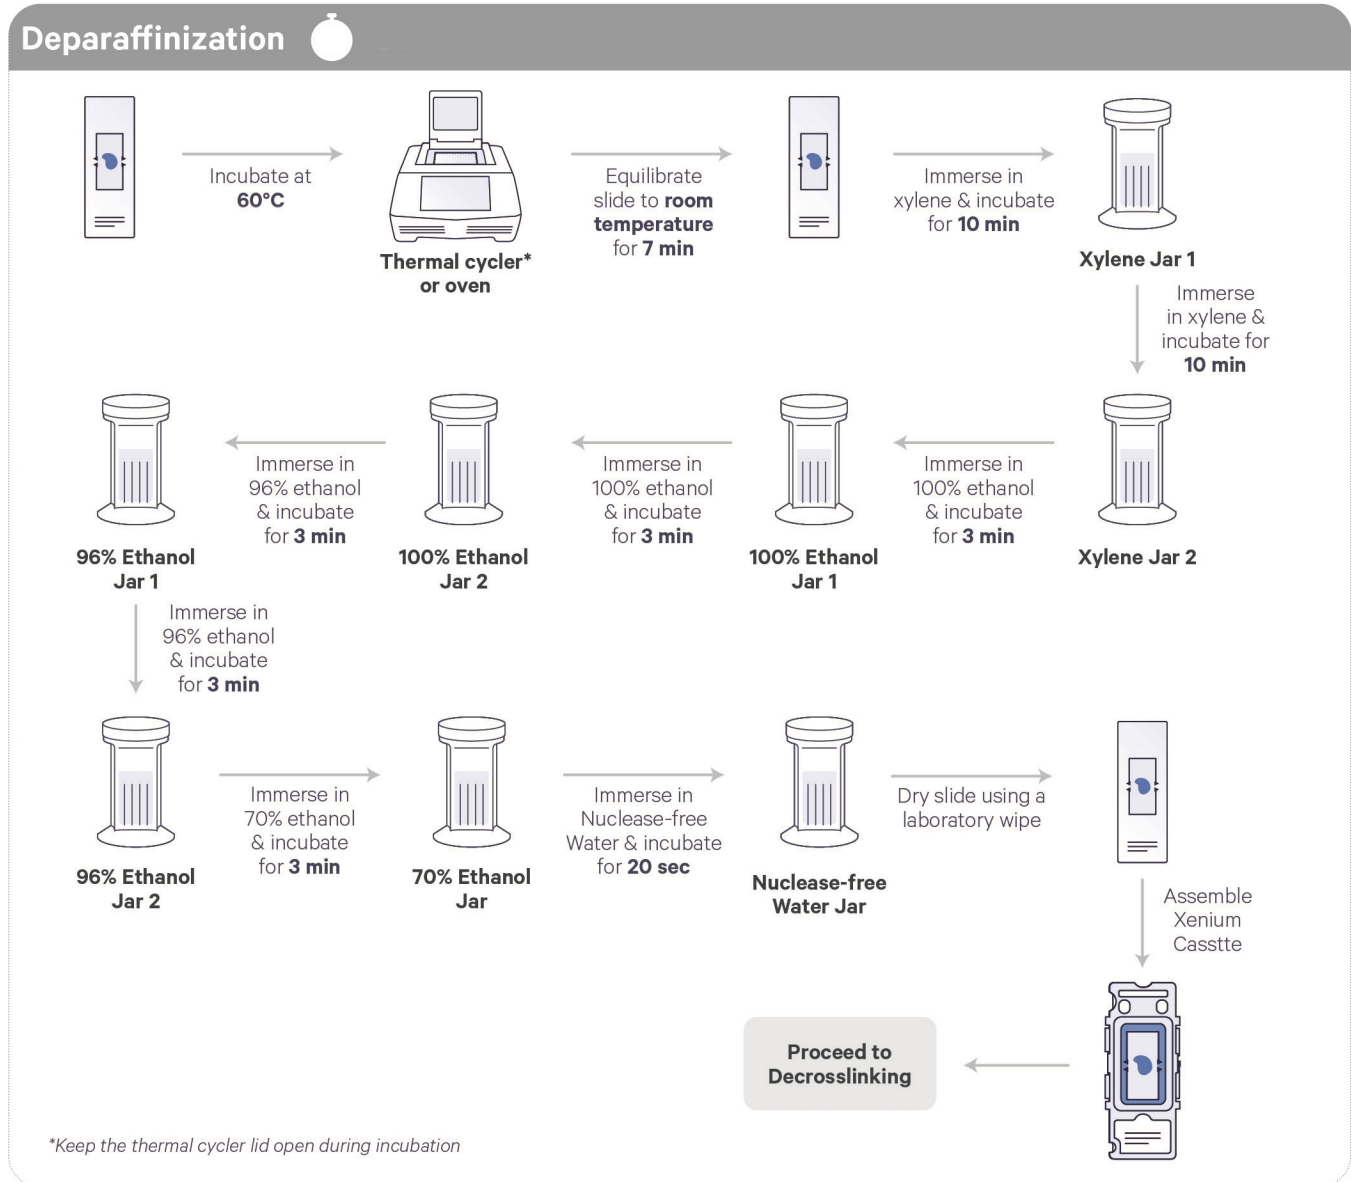 Deparaffinization
Incubate at
60°C
Thermal cycler*
or oven
Equilibrate
slide to room
temperature
for 7 min
Immerse in
xylene & incubate
for 10 min
Xylene Jar 1
Immerse
in xylene &
incubate for
10 min
Xylene Jar 2
Immerse in
100% ethanol
& incubate
for 3 min
100% Ethanol
Jar 1
Immerse in
100% ethanol
& incubate
for 3 min
100% Ethanol
Jar 2
Immerse in
96% ethanol
& incubate
for 3 min
96% Ethanol
Jar 1
Immerse in
96% ethanol
& incubate
for 3 min
96% Ethanol
Jar 2
Immerse in
70% ethanol
& incubate
for 3 min
70% Ethanol
Jar
Immerse in
Nuclease-free
Water & incubate
for 20 sec
Nuclease-free
Water Jar
Dry slide using a
laboratory wipe
Assemble
Xenium
Casstte
Proceed to
Decrosslinking
*Keep the thermal cycler lid open during incubation